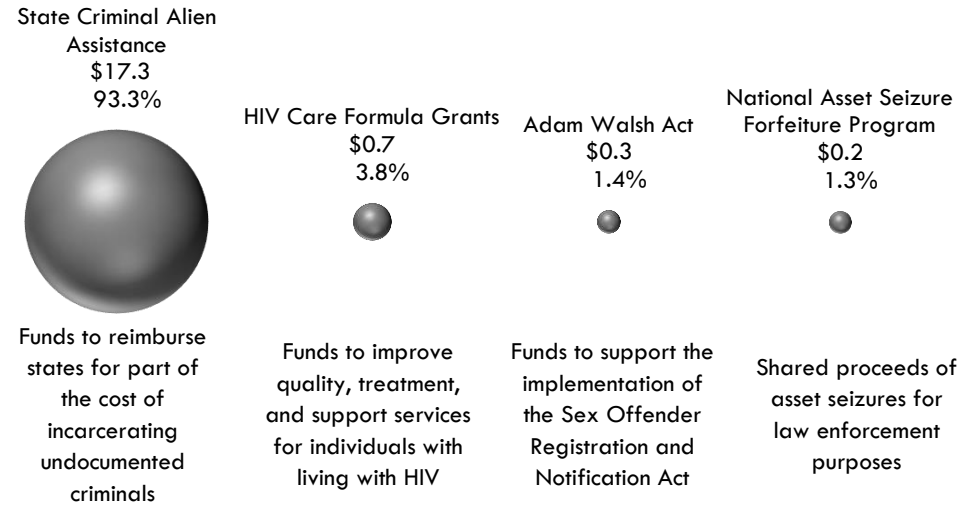 State Criminal Alien
Assistance
$17.3
93.3%
HIV Care Formula Grants
$0.7
3.8%
Adam Walsh Act
$0.3
1.4%
National Asset Seizure
Forfeiture Program
$0.2
1.3%
Funds to reimburse
states for part of
the cost of
incarcerating
undocumented
criminals
Funds to improve
quality, treatment,
and support services
for individuals with
living with HIV
Funds to support the
implementation of
the Sex Offender
Registration and
Notification Act
Shared proceeds of
asset seizures for
law enforcement
purposes